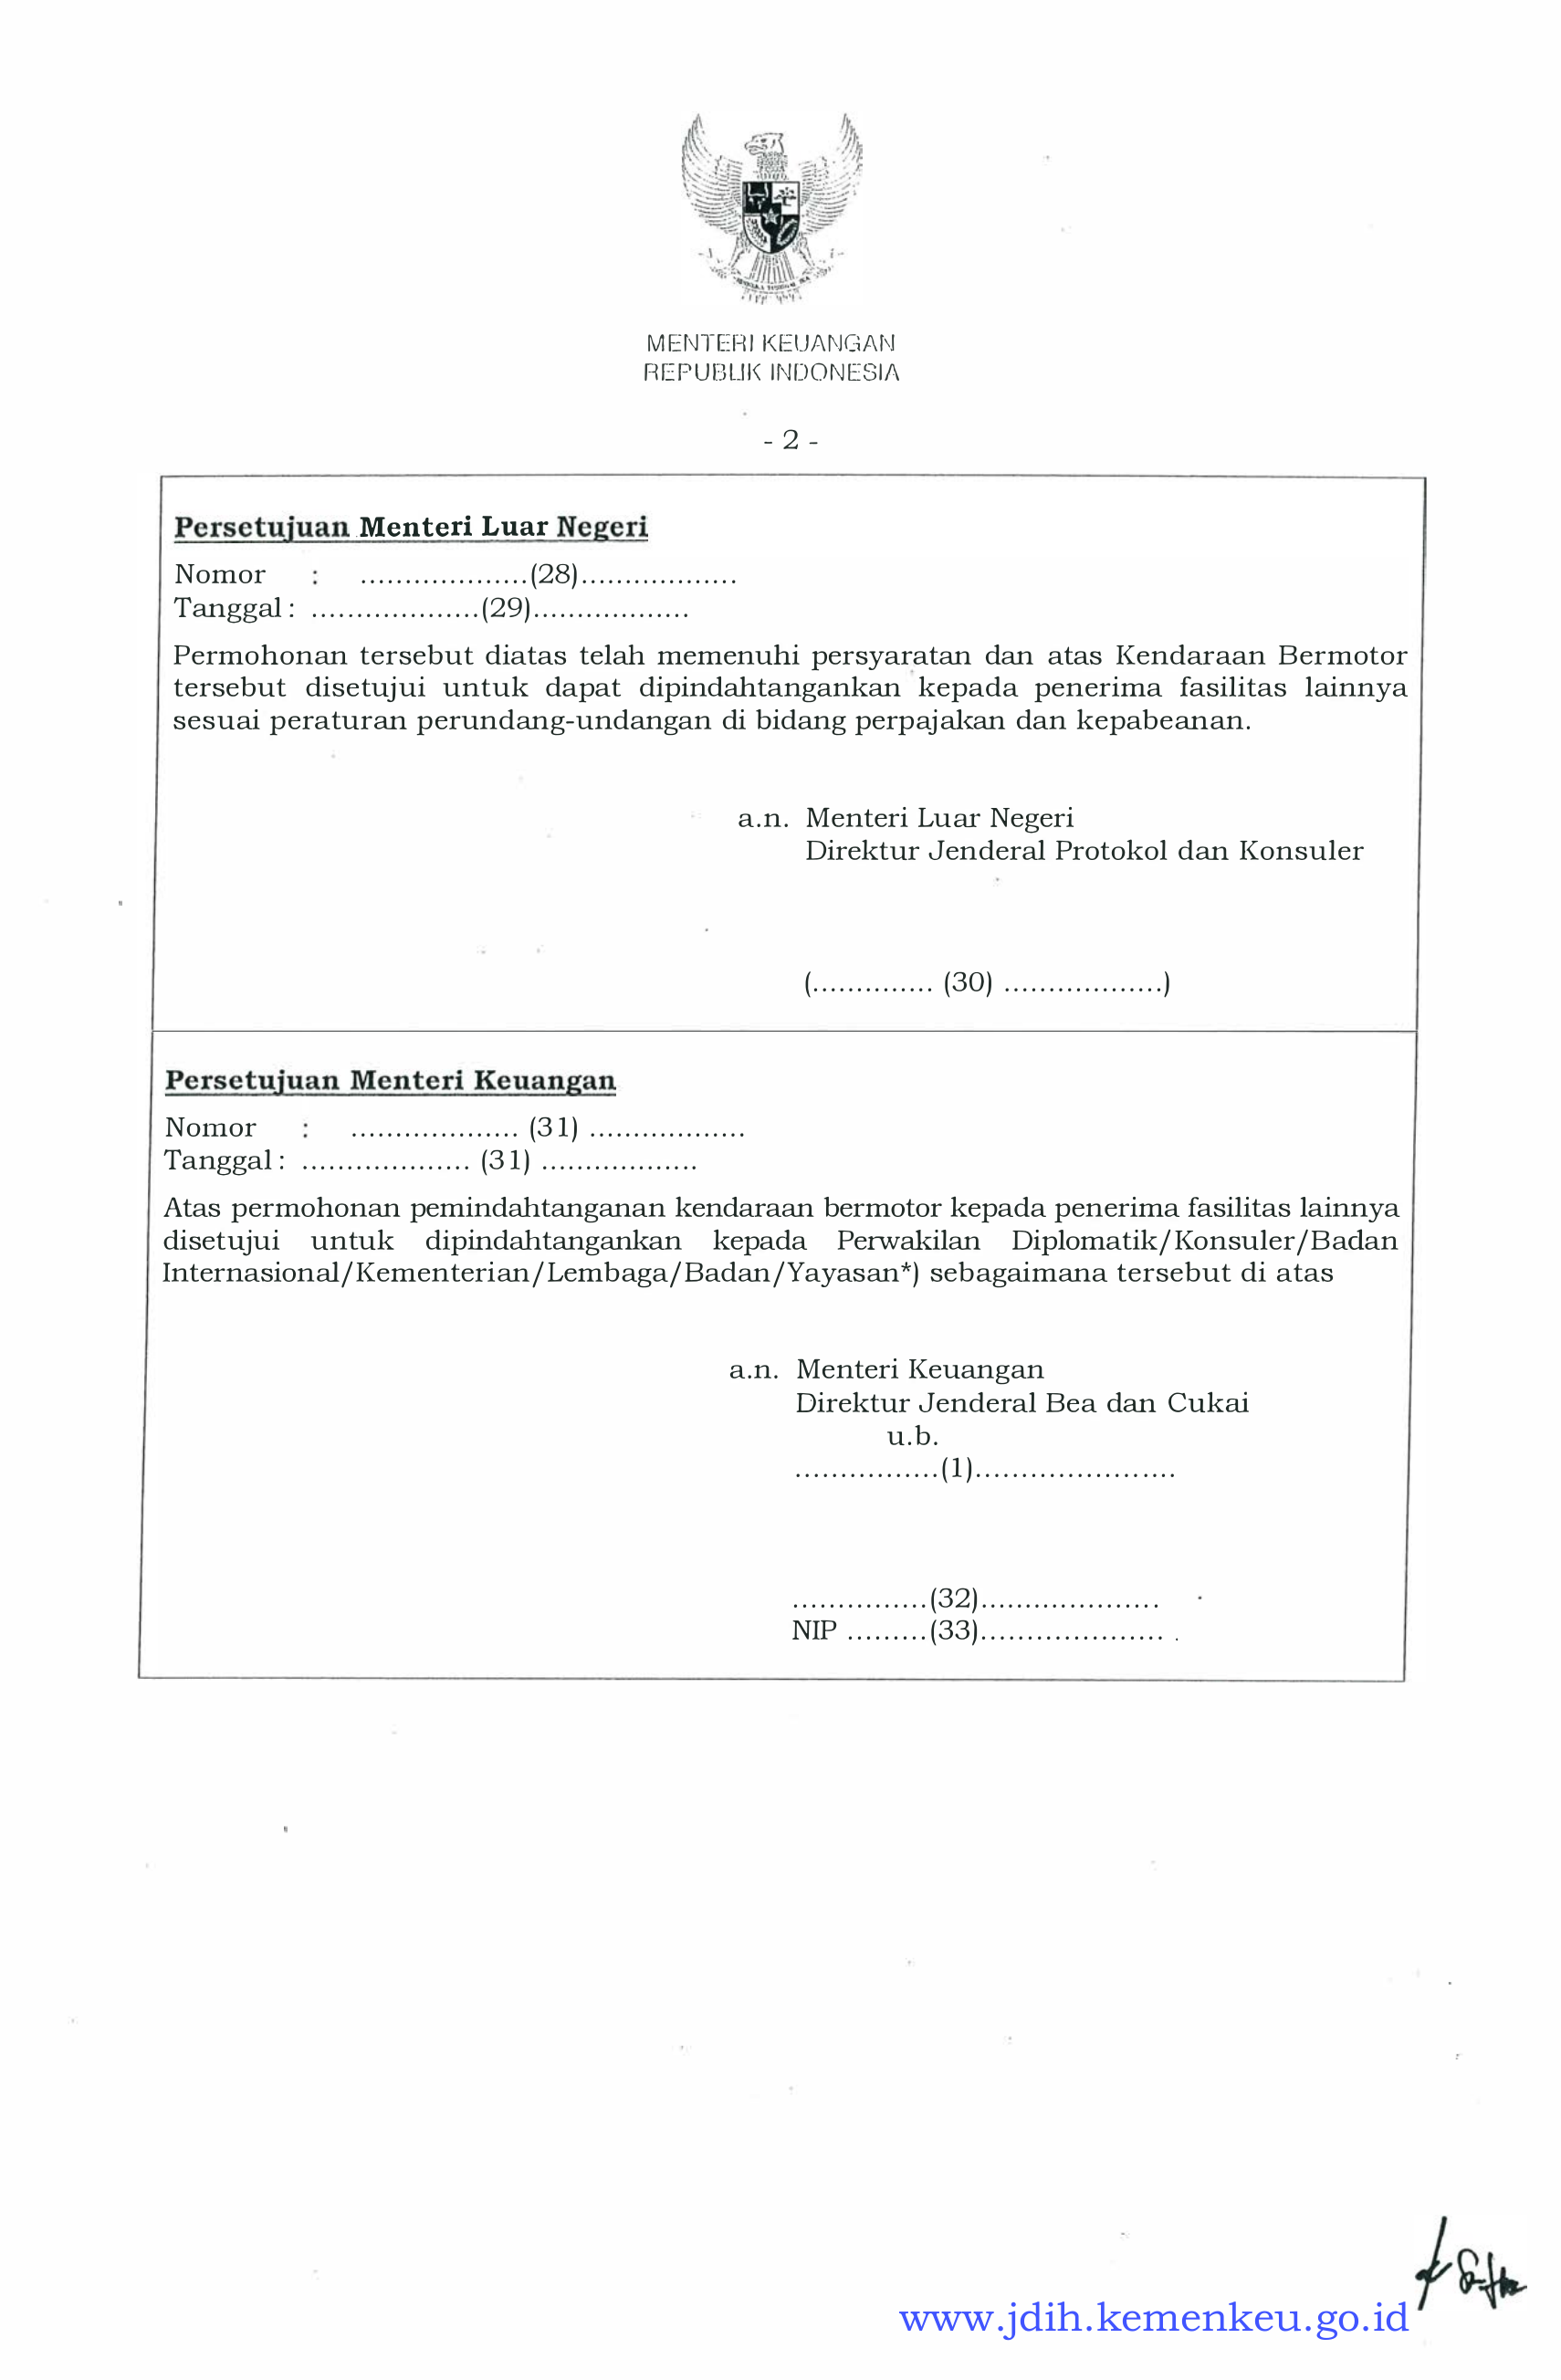 MENTERI KEUANGAN
REPUBLIK INDONESIA
- 2 -
Persetujuan Menteri Luar Negeri
Nomor : ...................(28)..................
Tanggal : ...................(29)..................
Permohonan tersebut diatas telah memenuhi persyaratan dan atas Kendaraan Bermotor
tersebut disetujui untuk dapat dipindahtangankan kepada penerima fasilitas lainnya
sesuai peraturan perundang-undangan di bidang perpajakan dan kepabeanan.
a.n. Menteri Luar Negeri
Direktur Jenderal Protokol dan Konsuler
(.............. (30) ..................)
Persetujuan Menteri Keuangan
Nomor : ................... (31) ..................
Tanggal : ................... (31) ..................
Atas permohonan pemindahtanganan kendaraan bermotor kepada penerima fasilitas lainnya
disetujui untuk dipindahtangankan kepada Perwakilan Diplomatik/Konsuler/Badan
Internasional/Kementerian/Lembaga/Badan/Yayasan*) sebagaimana tersebut di atas
a.n. Menteri Keuangan
Direktur Jenderal Bea dan Cukai
u.b.
................(1)......................
...............(32)....................
NIP .........(33)....................
www.jdih.kemenkeu.go.id